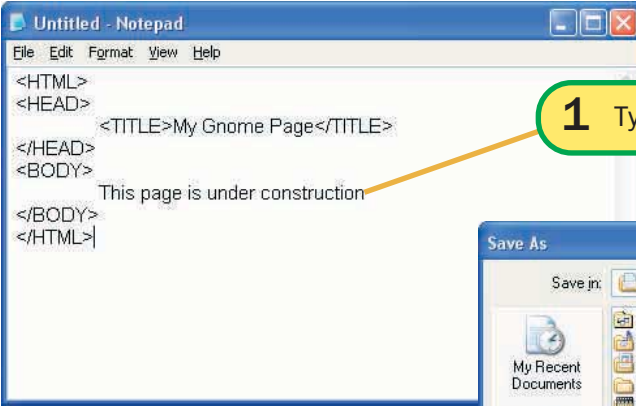 Untitled - Notepad
File Edit Format View Help
<HTML>
<HEAD>
<TITLE>My Gnome Page</TITLE>
</HEAD>
<BODY>
This page is under construction
</BODY>
</HTML>
1 Ty
Save As
Save in:
My Recent
Documents